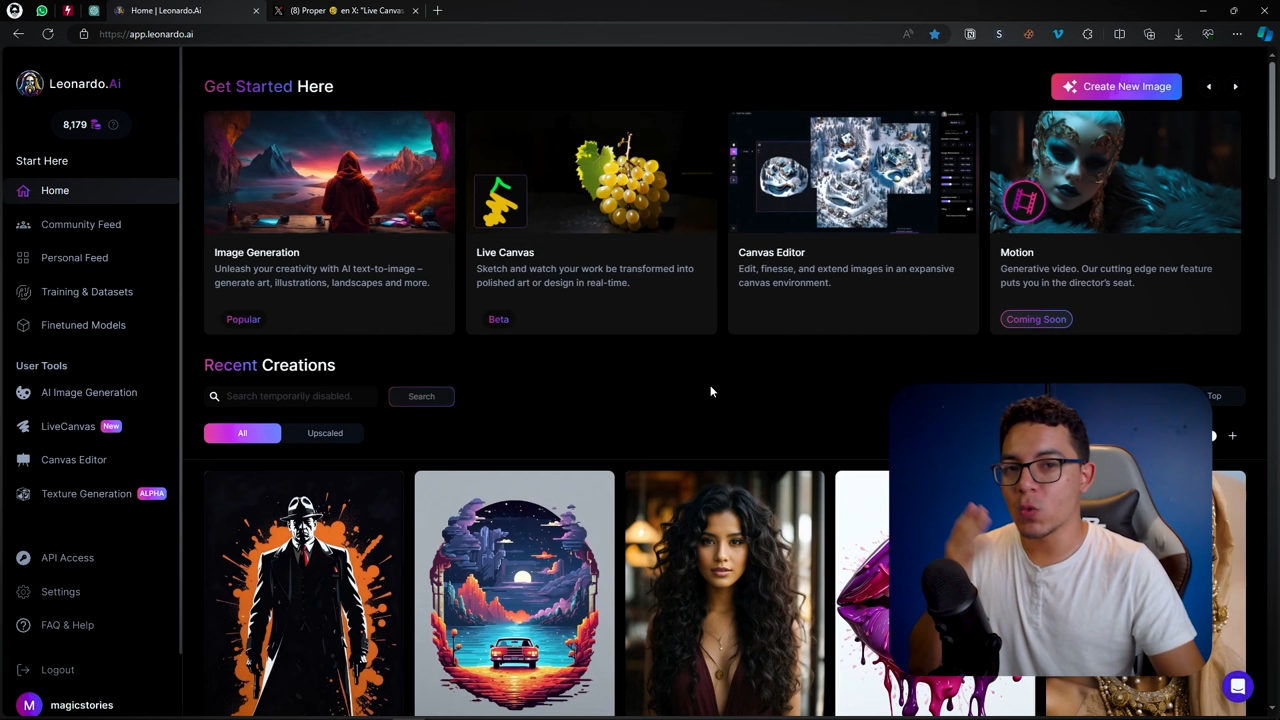 Home | Leonardo.Ai
(8) Proper 😊 en X: "Live Canvas
https://app.leonardo.ai
Leonardo.Ai
8,179
Start Here
Home
Community Feed
Personal Feed
Training & Datasets
Finetuned Models
User Tools
AI Image Generation
LiveCanvas New
Canvas Editor
Texture Generation ALPHA
API Access
Settings
FAQ & Help
Logout
M magicstories
Get Started Here
Create New Image
Image Generation
Unleash your creativity with AI text-to-image –
generate art, illustrations, landscapes and more.
Popular
Live Canvas
Sketch and watch your work be transformed into
polished art or design in real-time.
Beta
Canvas Editor
Edit, finesse, and extend images in an expansive
canvas environment.
Motion
Generative video. Our cutting edge new feature
puts you in the director's seat.
Coming Soon
Recent Creations
Search temporarily disabled.
Search
Top
All
Upscaled